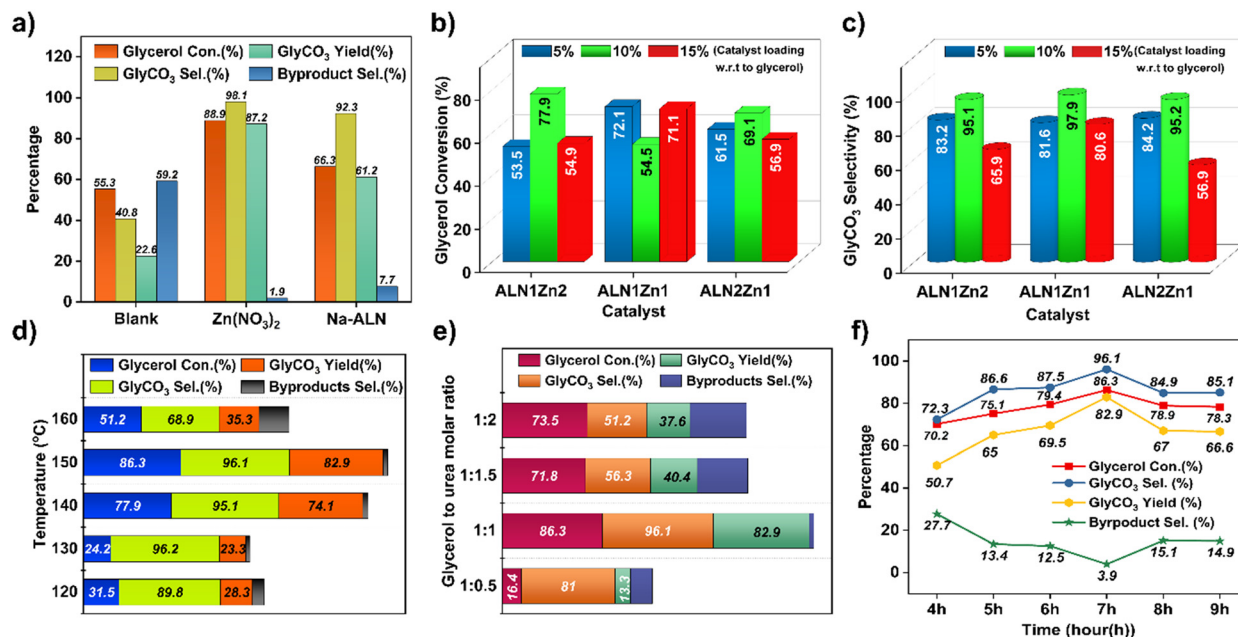 a)
Glycerol Con.(%) GlyCO₃ Yield(%)
GlyCO₃ Sel.(%) Byproduct Sel.(%)
Percentage
120
100
80
60
40
20
0
55.3 40.8 22.6 59.2
88.9 98.1 87.2 1.9
66.3 92.3 61.2 7.7
Blank Zn(NO₃)₂ Na-ALN
b)
5% 10% 15% (Catalyst loading
w.r.t to glycerol)
Glycerol Conversion (%)
80
60
40
20
0
53.5 77.9 54.9
72.1 54.5 71.1
61.5 69.1 56.9
ALN1Zn2 ALN1Zn1 ALN2Zn1
Catalyst
c)
5% 10% 15% (Catalyst loading
w.r.t to glycerol)
GlyCO₃ Selectivity (%)
100
80
60
40
20
0
83.2 95.1 65.9
81.6 97.9 80.6
84.2 95.2 56.9
ALN1Zn2 ALN1Zn1 ALN2Zn1
Catalyst
d)
Glycerol Con.(%) GlyCO₃ Yield(%)
GlyCO₃ Sel.(%) Byproducts Sel.(%)
Temperature (°C)
160 51.2 68.9 35.3
150 86.3 96.1 82.9
140 77.9 95.1 74.1
130 24.2 96.2 23.3
120 31.5 89.8 28.3
e)
Glycerol Con.(%) GlyCO₃ Yield(%)
GlyCO₃ Sel.(%) Byproducts Sel.(%)
Glycerol to urea molar ratio
1:2 73.5 51.2 37.6
1:11.5 71.8 56.3 40.4
1:1 86.3 96.1 82.9
1:0.5 16.4 81 13.3
f)
Percentage
100
80
60
40
20
0
72.3 86.6 87.5 96.1 84.9 85.1
70.2 75.1 79.4 86.3 78.9 78.3
50.7 65 69.5 82.9 67 66.6
27.7 13.4 12.5 3.9 15.1 14.9
Glycerol Con.(%)
GlyCO₃ Sel. (%)
GlyCO₃ Yield (%)
Byrpoduct Sel. (%)
4h 5h 6h 7h 8h 9h
Time (hour(h))